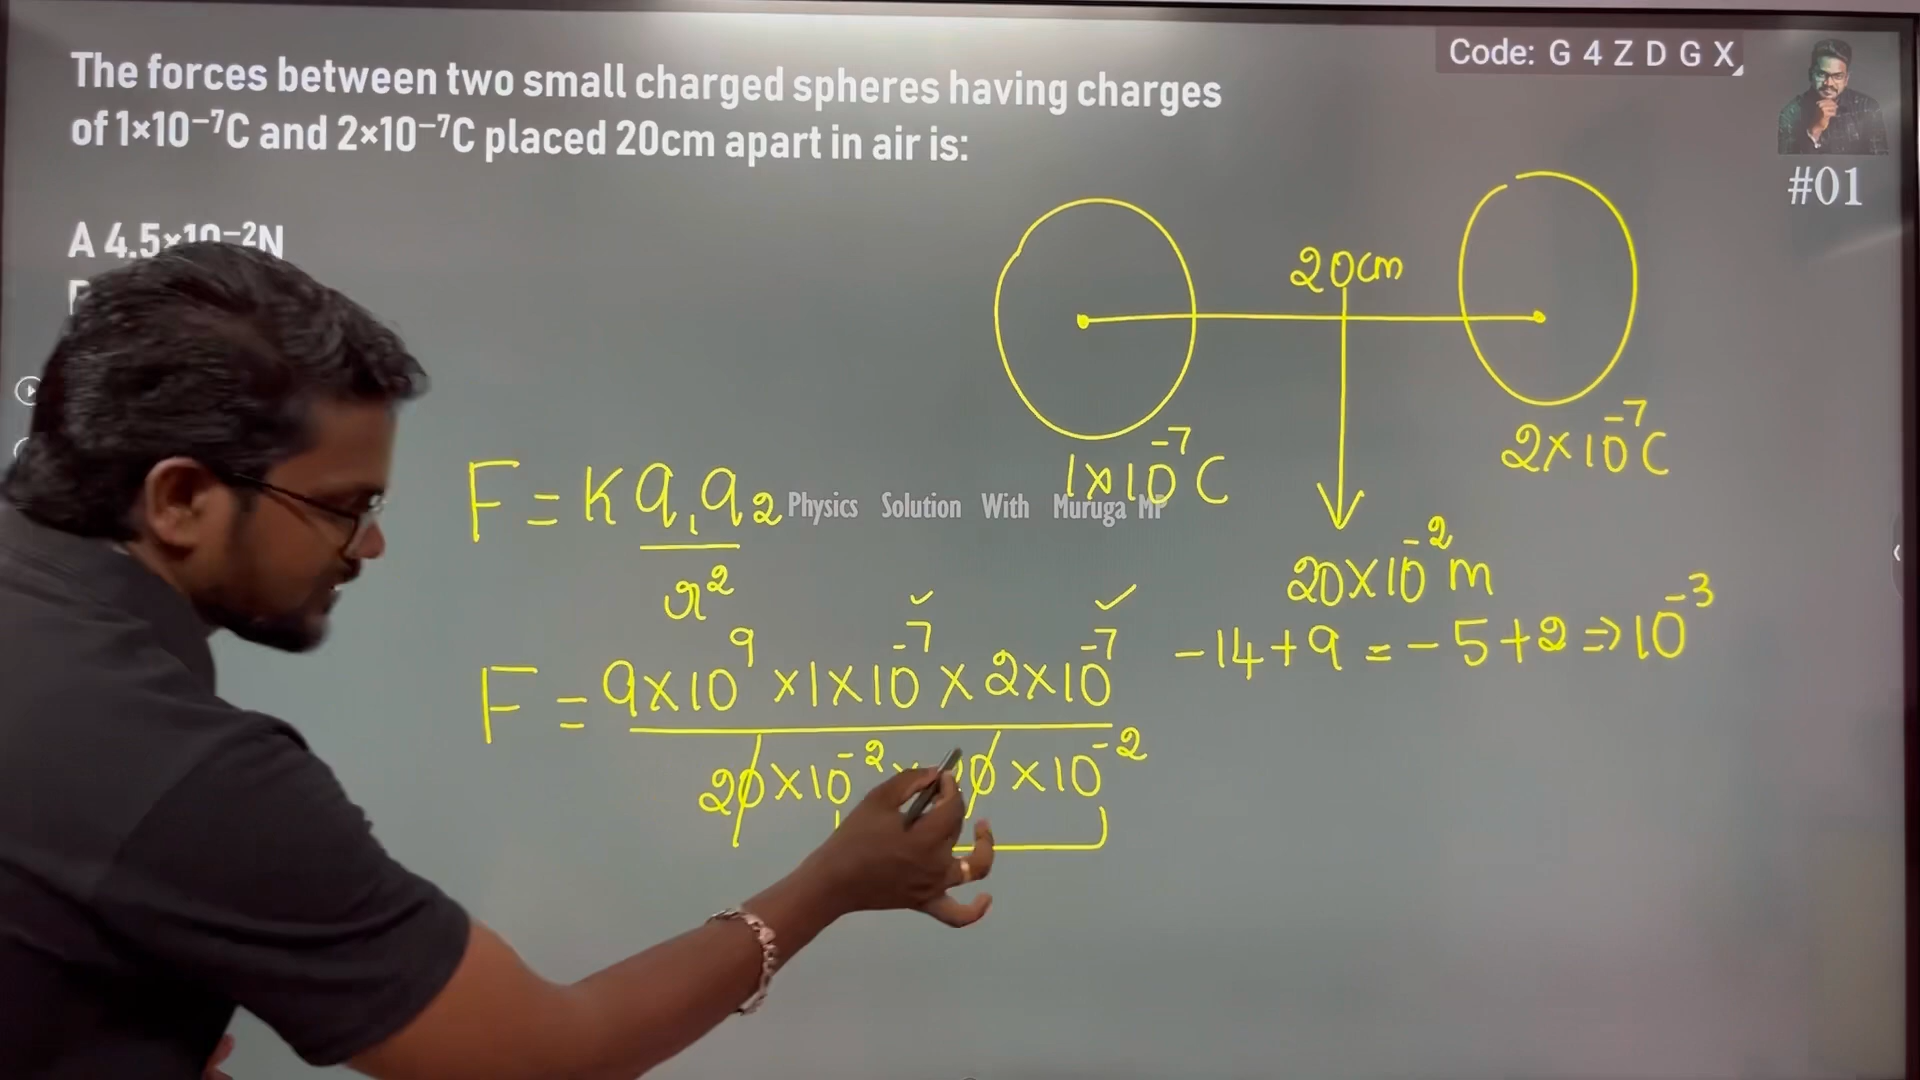 Code: G 4 Z D G X
The forces between two small charged spheres having charges
of 1×10⁻⁷C and 2×10⁻⁷C placed 20cm apart in air is:
#01
A 4.5×10⁻²N
20cm
1×10⁻⁷C
2×10⁻⁷C
F = K q₁ q₂ / r²
Physics Solution With Muruga MP
20×10⁻²m
-14+9 = -5+2 ⇒ 10⁻³
F = 9×10⁹ ×1×10⁻⁷ × 2×10⁻⁷
20×10⁻² × 20×10⁻²